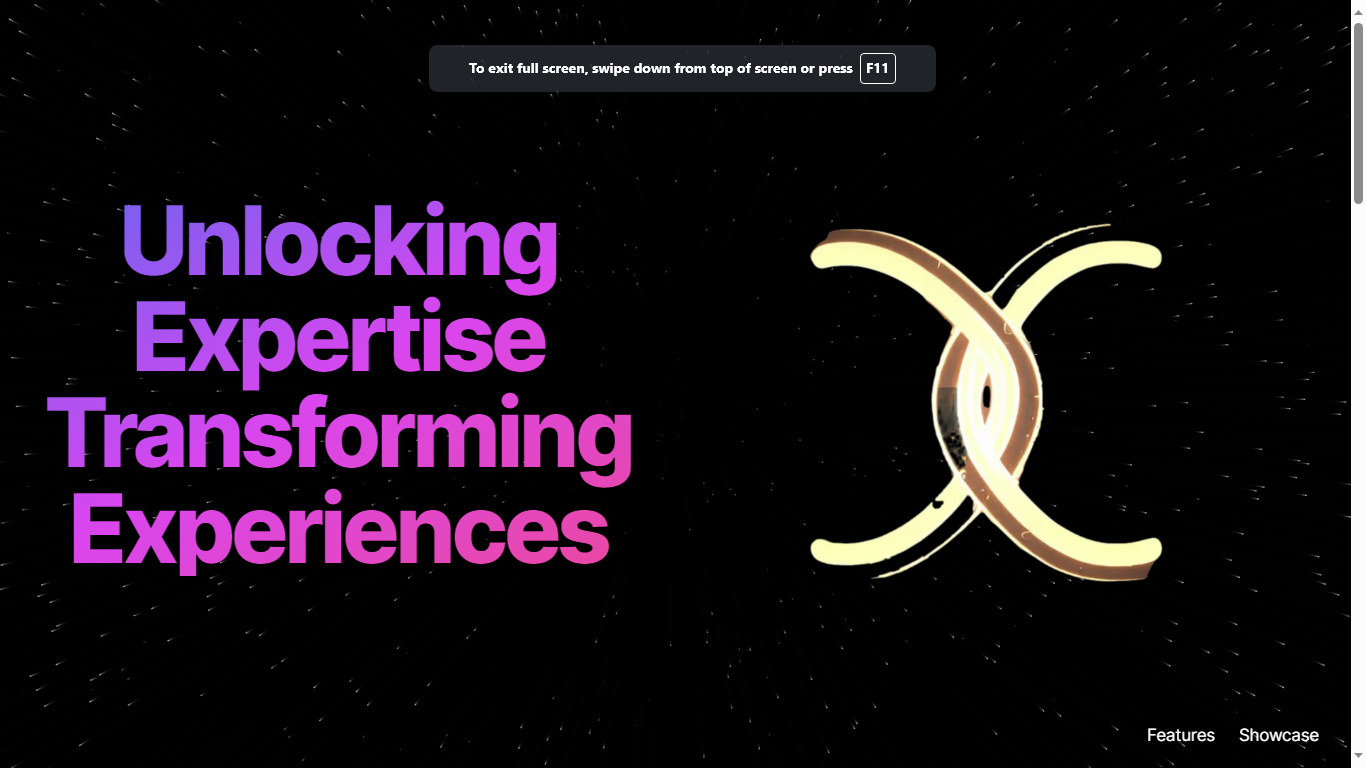 To exit full screen, swipe down from top of screen or press F11
Unlocking
Expertise
Transforming
Experiences
Features Showcase